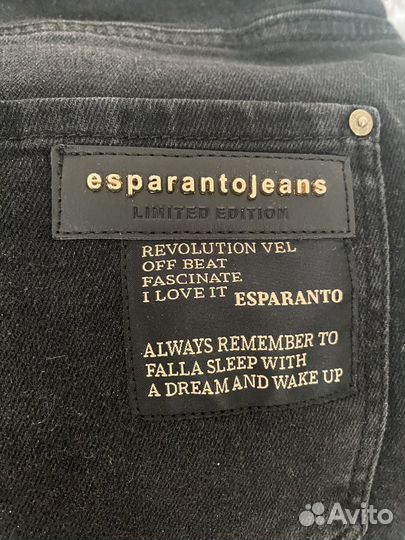 esparantojeans
LIMITED EDITION
REVOLUTION VEL
OFF BEAT
FASCINATE
I LOVE IT ESPARANTO
ALWAYS REMEMBER TO
FALLA SLEEP WITH
A DREAM AND WAKE UP
Avito